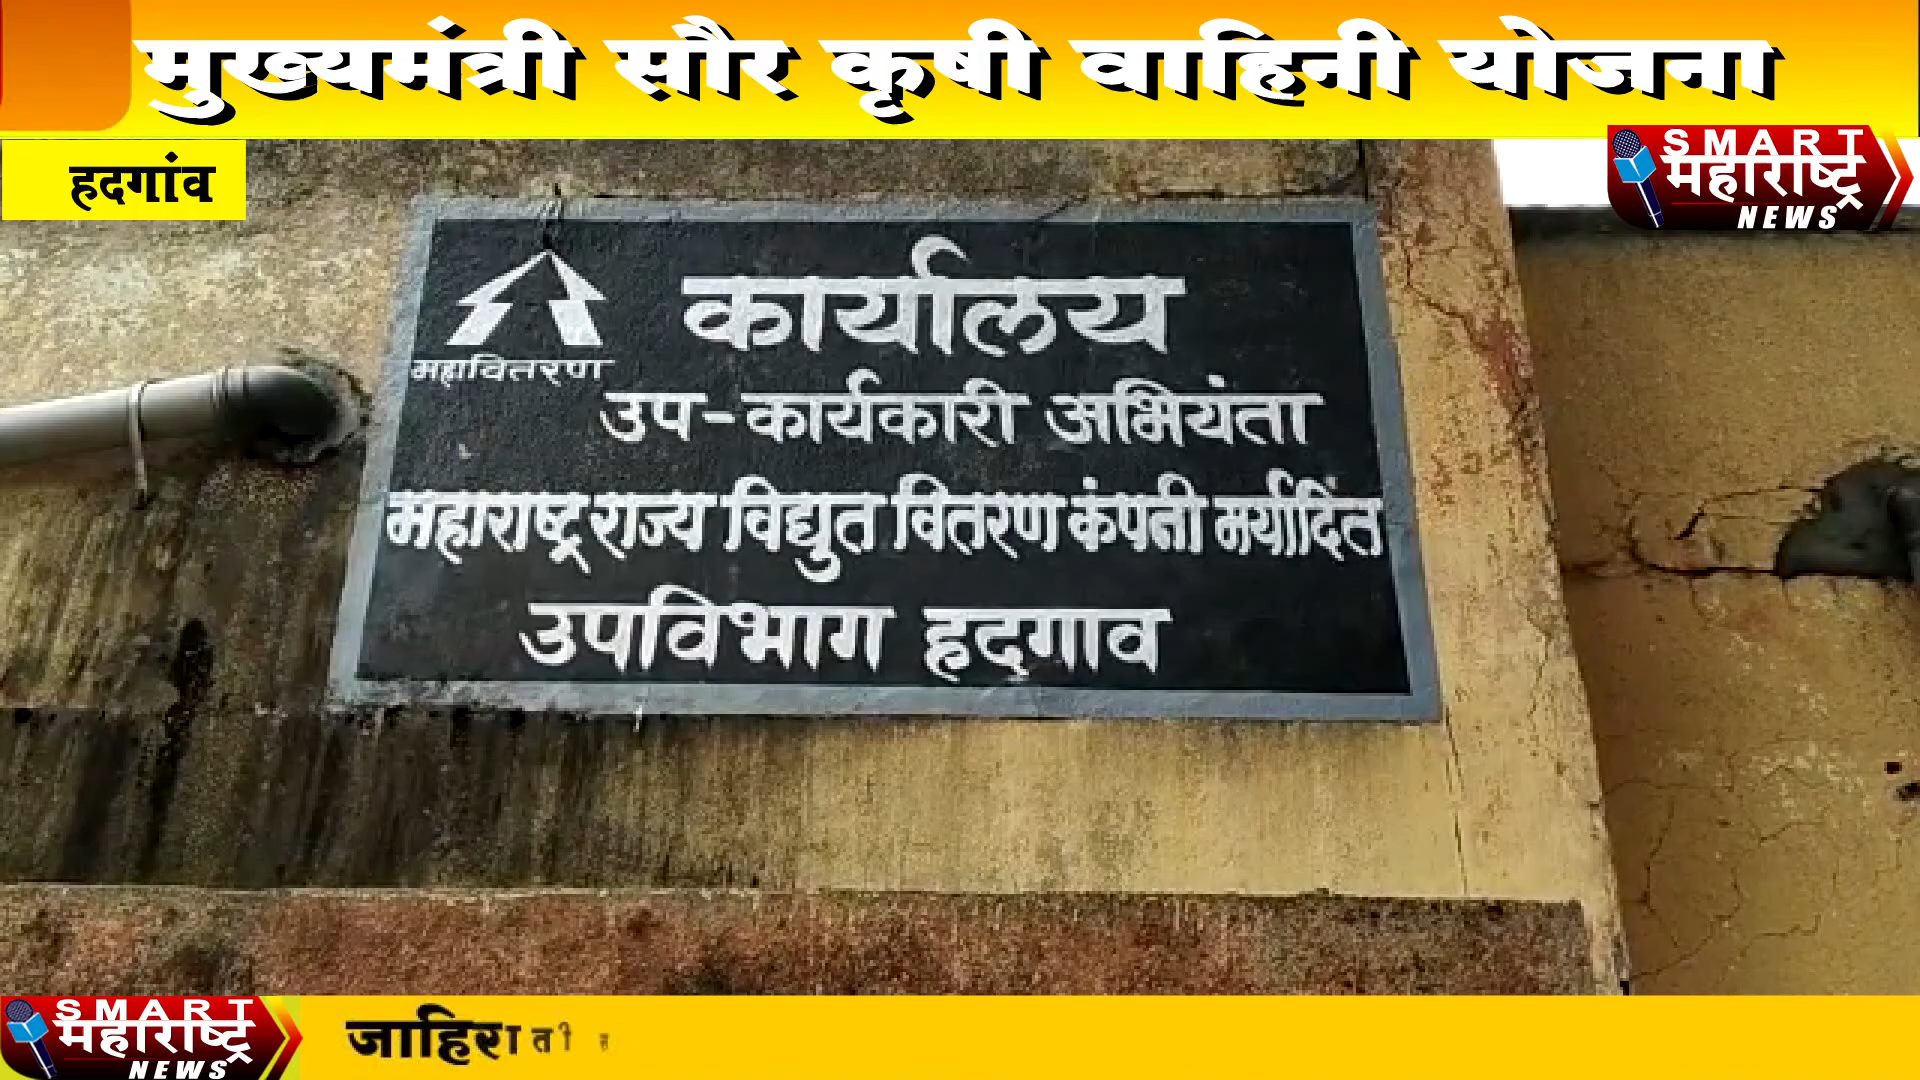 मुख्यमंत्री सौर कृषी वाहिनी योजना
हदगांव
SMART
महाराष्ट्र
NEWS
महावितरण
कार्यालय
उप-कार्यकारी अभियंता
महाराष्ट्र राज्य विद्युत वितरण कंपनी मर्यादित
उपविभाग हदगाव
SMART
महाराष्ट्र
NEWS
जाहिराती